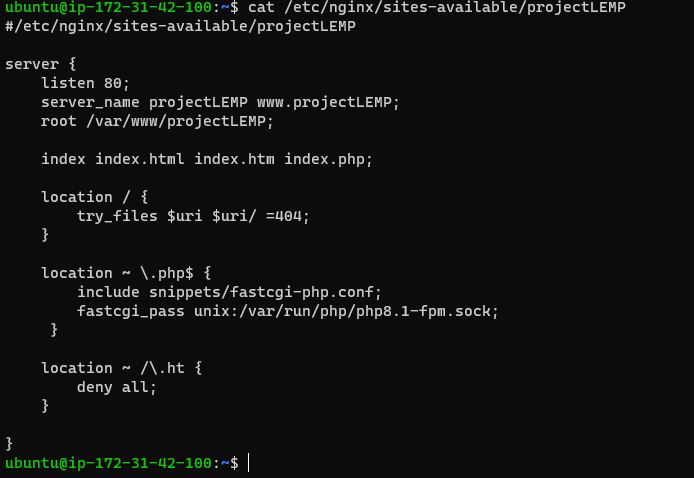 ubuntu@ip-172-31-42-100:~$ cat /etc/nginx/sites-available/projectLEMP
#/etc/nginx/sites-available/projectLEMP

server {
    listen 80;
    server_name projectLEMP www.projectLEMP;
    root /var/www/projectLEMP;

    index index.html index.htm index.php;

    location / {
        try_files $uri $uri/ =404;
    }

    location ~ \.php$ {
        include snippets/fastcgi-php.conf;
        fastcgi_pass unix:/var/run/php/php8.1-fpm.sock;
     }

    location ~ /\.ht {
        deny all;
    }

}
ubuntu@ip-172-31-42-100:~$